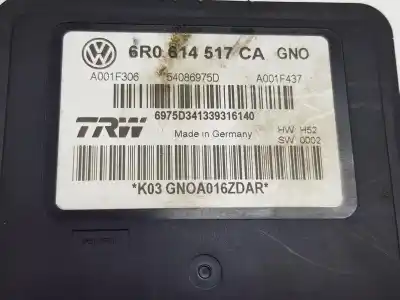 6R0 614 517 CA GNO
A001F306 54086975D A001F437
6975D341339316140
TRW Made in Germany HW H52
SW 0002
*K03 GNOA016ZDAR*